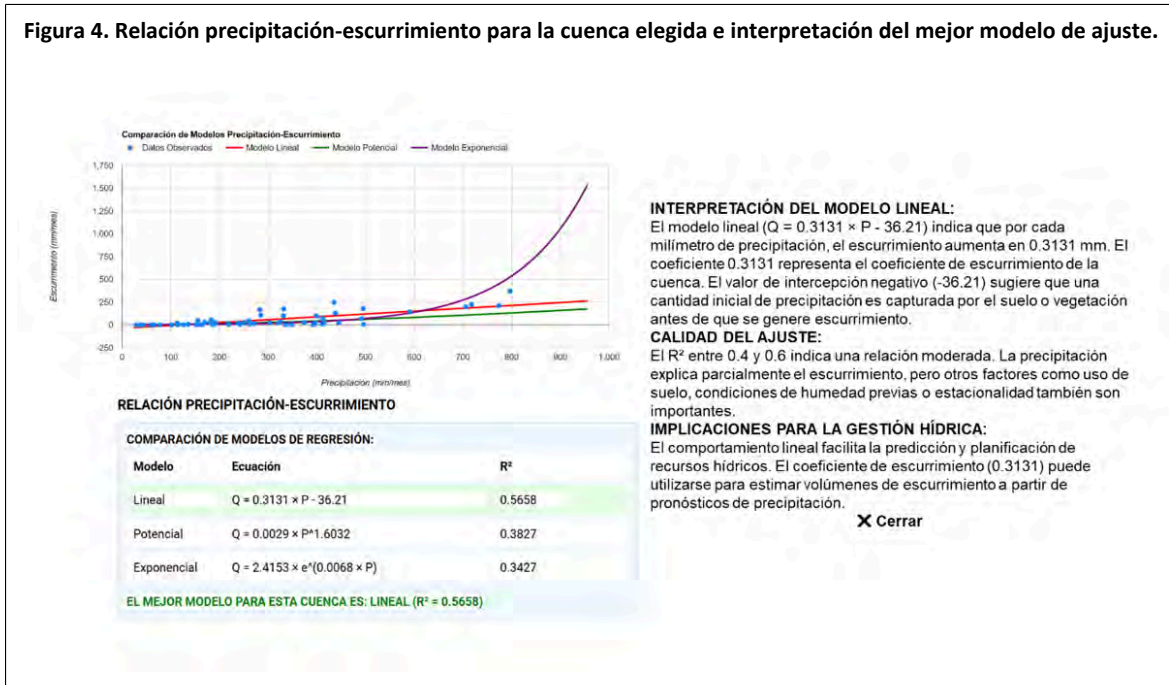 Figura 4. Relación precipitación-escurrimiento para la cuenca elegida e interpretación del mejor modelo de ajuste.
Comparación de Modelos Precipitación-Escurrimiento
Datos Observados Modelo Lineal Modelo Potencial Modelo Exponencial
1,750
1,500
1,250
1,000
750
500
250
0
-250
Escurrimiento (mm/mes)
0 100 200 300 400 500 600 700 800 900 1,000
Precipitación (mm/mes)
RELACIÓN PRECIPITACIÓN-ESCURRIMIENTO
COMPARACIÓN DE MODELOS DE REGRESIÓN:
Modelo Ecuación R²
Lineal Q = 0.3131 × P - 36.21 0.5658
Potencial Q = 0.0029 × P^1.6032 0.3827
Exponencial Q = 2.4153 × e^(0.0068 × P) 0.3427
EL MEJOR MODELO PARA ESTA CUENCA ES: LINEAL (R² = 0.5658)
INTERPRETACIÓN DEL MODELO LINEAL:
El modelo lineal (Q = 0.3131 × P - 36.21) indica que por cada
milímetro de precipitación, el escurrimiento aumenta en 0.3131 mm. El
coeficiente 0.3131 representa el coeficiente de escurrimiento de la
cuenca. El valor de intercepción negativo (-36.21) sugiere que una
cantidad inicial de precipitación es capturada por el suelo o vegetación
antes de que se genere escurrimiento.
CALIDAD DEL AJUSTE:
El R² entre 0.4 y 0.6 indica una relación moderada. La precipitación
explica parcialmente el escurrimiento, pero otros factores como uso de
suelo, condiciones de humedad previas o estacionalidad también son
importantes.
IMPLICACIONES PARA LA GESTIÓN HÍDRICA:
El comportamiento lineal facilita la predicción y planificación de
recursos hídricos. El coeficiente de escurrimiento (0.3131) puede
utilizarse para estimar volúmenes de escurrimiento a partir de
pronósticos de precipitación.
✕ Cerrar